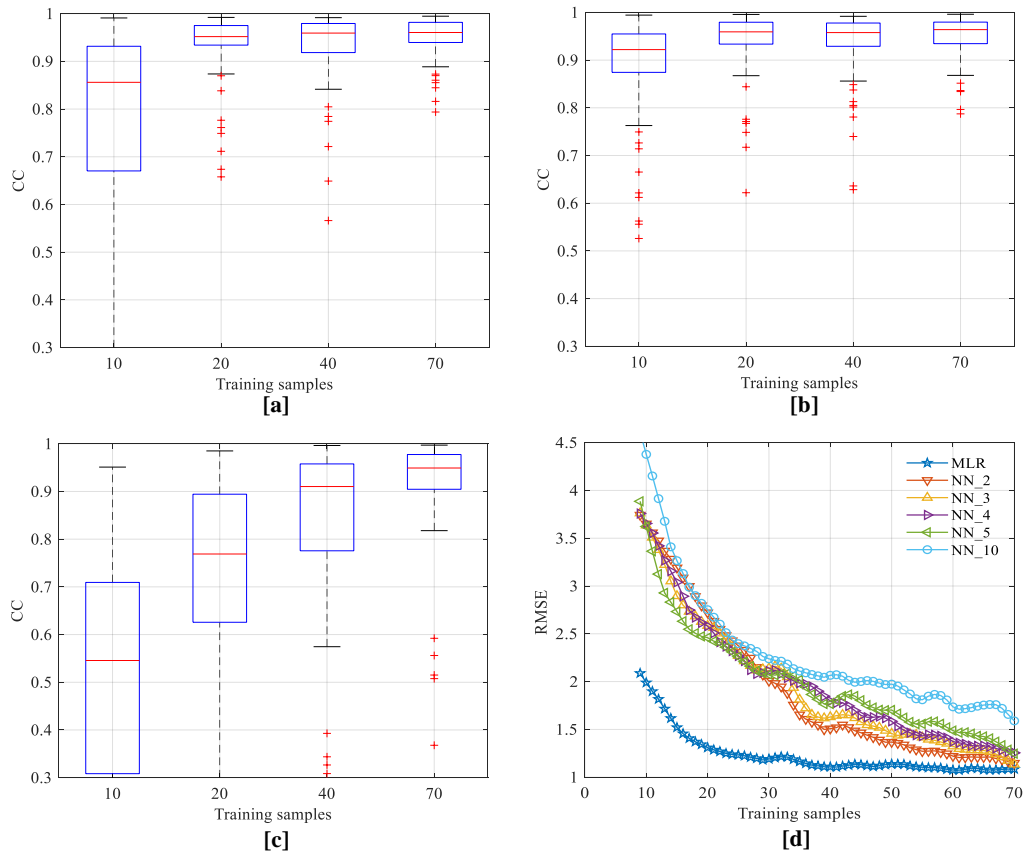 1
0.9
0.8
0.7
0.6
0.5
0.4
0.3
CC
10 20 40 70
Training samples
[a]
1
0.9
0.8
0.7
0.6
0.5
0.4
0.3
CC
10 20 40 70
Training samples
[b]
1
0.9
0.8
0.7
0.6
0.5
0.4
0.3
CC
10 20 40 70
Training samples
[c]
4.5
4
3.5
3
2.5
2
1.5
1
RMSE
MLR
NN_2
NN_3
NN_4
NN_5
NN_10
0 10 20 30 40 50 60 70
Training samples
[d]